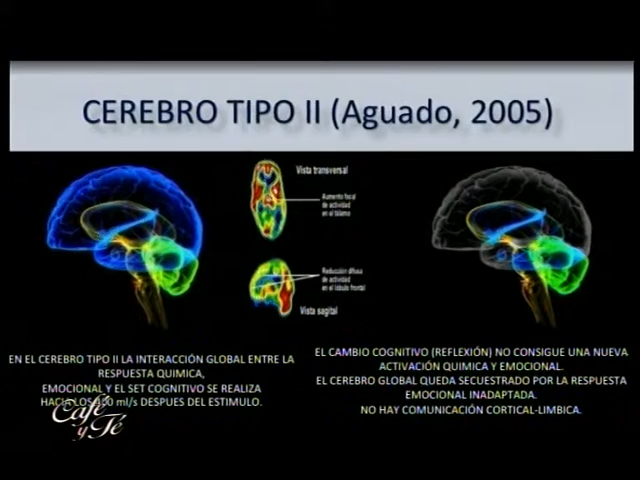 CEREBRO TIPO II (Aguado, 2005)
Vista transversal
Aumento focal
de actividad
en el tálamo
Reducción difusa
de actividad
en el lóbulo frontal
Vista sagital
EN EL CEREBRO TIPO II LA INTERACCIÓN GLOBAL ENTRE LA
RESPUESTA QUIMICA,
EMOCIONAL Y EL SET COGNITIVO SE REALIZA
HACIA LOS ml/s DESPUES DEL ESTIMULO.
EL CAMBIO COGNITIVO (REFLEXIÓN) NO CONSIGUE UNA NUEVA
ACTIVACIÓN QUIMICA Y EMOCIONAL.
EL CEREBRO GLOBAL QUEDA SECUESTRADO POR LA RESPUESTA
EMOCIONAL INADAPTADA.
NO HAY COMUNICACIÓN CORTICAL-LIMBICA.
Café
y Té